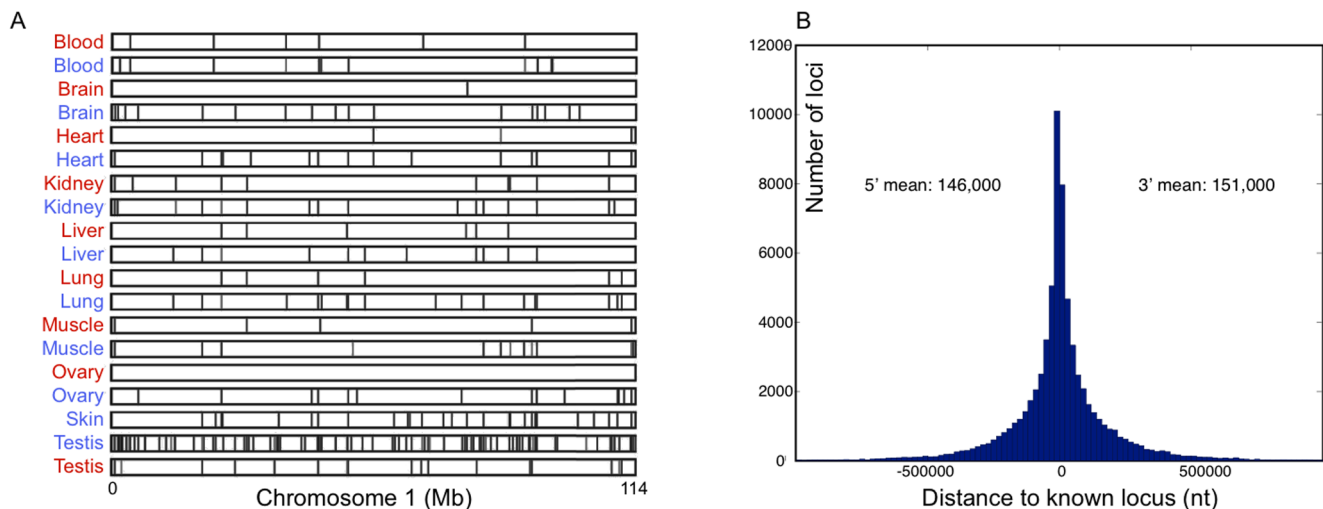 A
Blood
Blood
Brain
Brain
Heart
Heart
Kidney
Kidney
Liver
Liver
Lung
Lung
Muscle
Muscle
Ovary
Ovary
Skin
Testis
Testis
0
114
Chromosome 1 (Mb)
B
12000
10000
8000
6000
4000
2000
0
Number of loci
5’ mean: 146,000
3’ mean: 151,000
-500000
0
500000
Distance to known locus (nt)